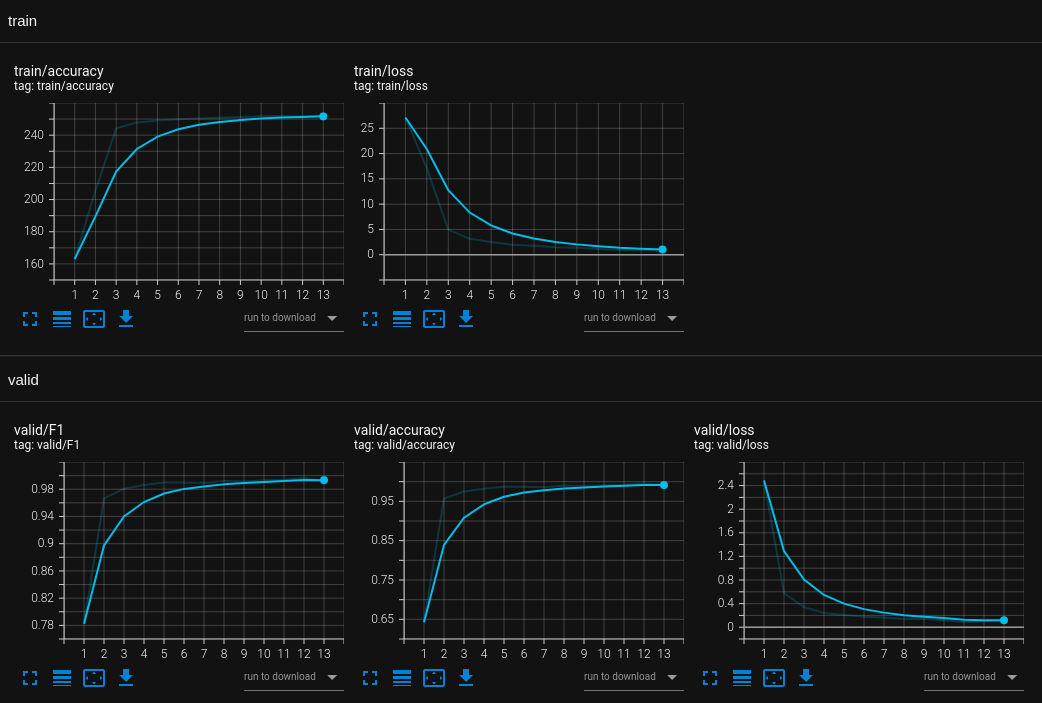 train
train/accuracy
tag: train/accuracy
240
220
200
180
160
1 2 3 4 5 6 7 8 9 10 11 12 13
run to download
train/loss
tag: train/loss
25
20
15
10
5
0
1 2 3 4 5 6 7 8 9 10 11 12 13
run to download
valid
valid/F1
tag: valid/F1
0.98
0.94
0.9
0.86
0.82
0.78
1 2 3 4 5 6 7 8 9 10 11 12 13
run to download
valid/accuracy
tag: valid/accuracy
0.95
0.85
0.75
0.65
1 2 3 4 5 6 7 8 9 10 11 12 13
run to download
valid/loss
tag: valid/loss
2.4
2
1.6
1.2
0.8
0.4
0
1 2 3 4 5 6 7 8 9 10 11 12 13
run to download